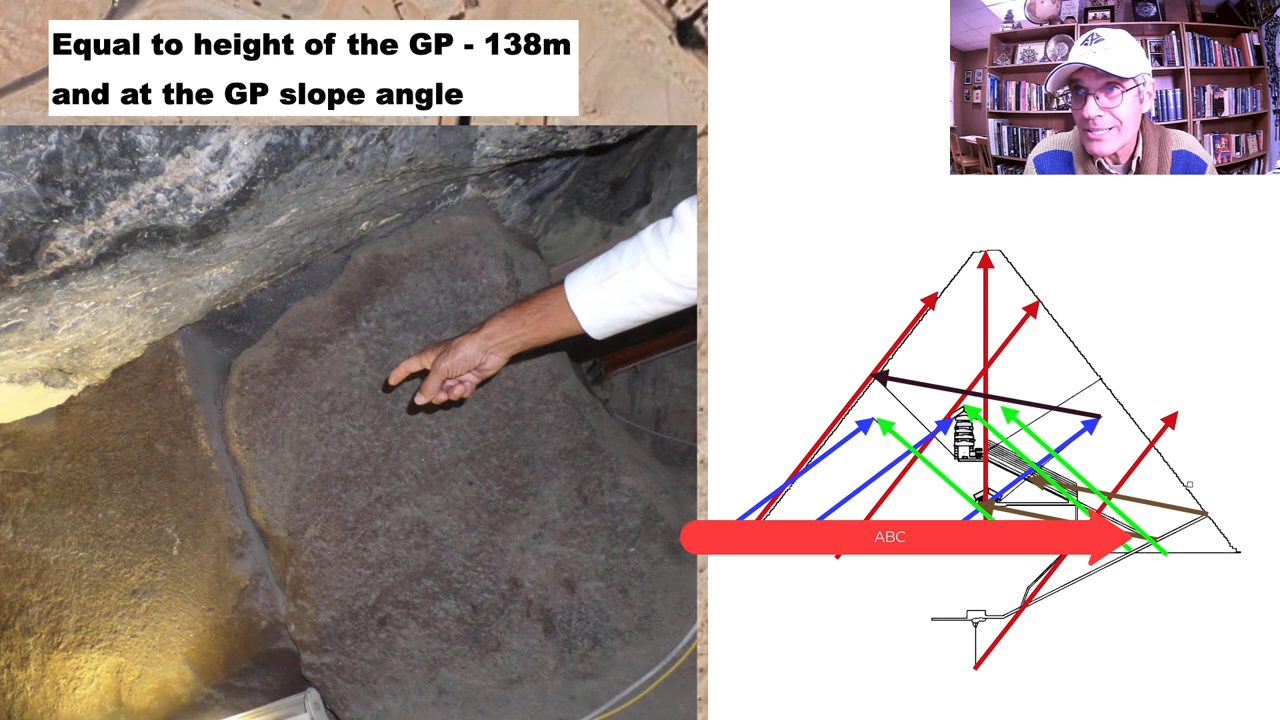 Equal to height of the GP - 138m
and at the GP slope angle
ABC